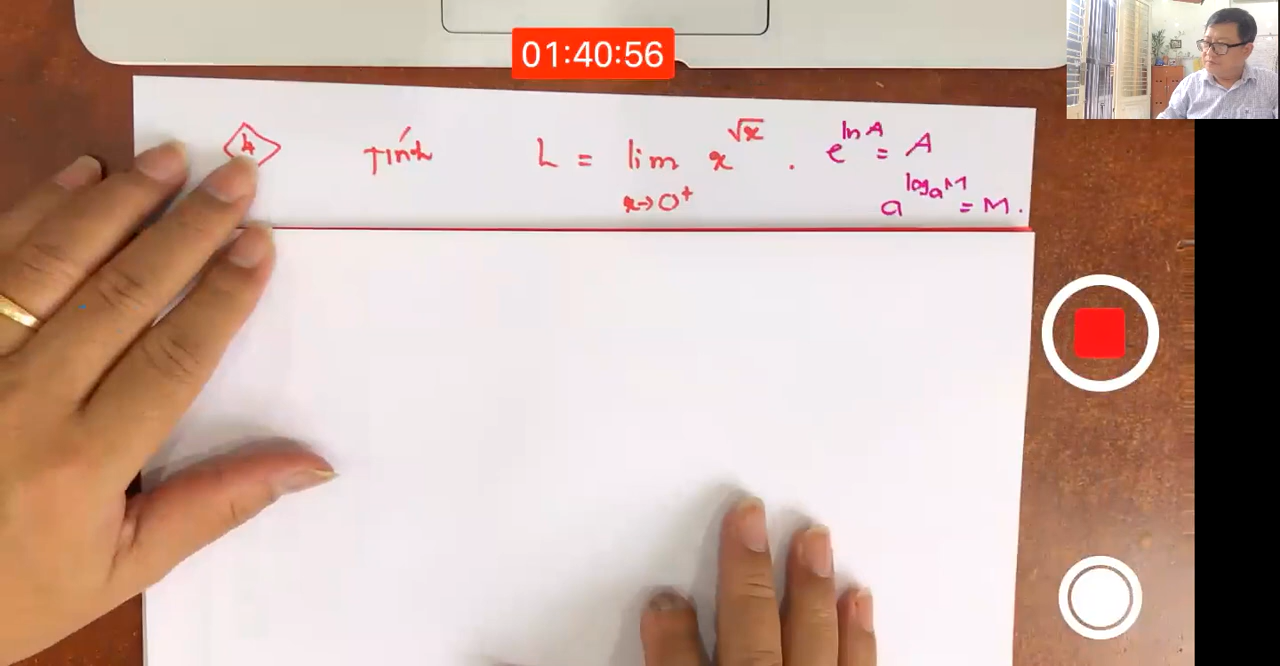 01:40:56
4 Tính L = lim x^√x . e^ln A = A
x→0⁺ a^logₐM = M.